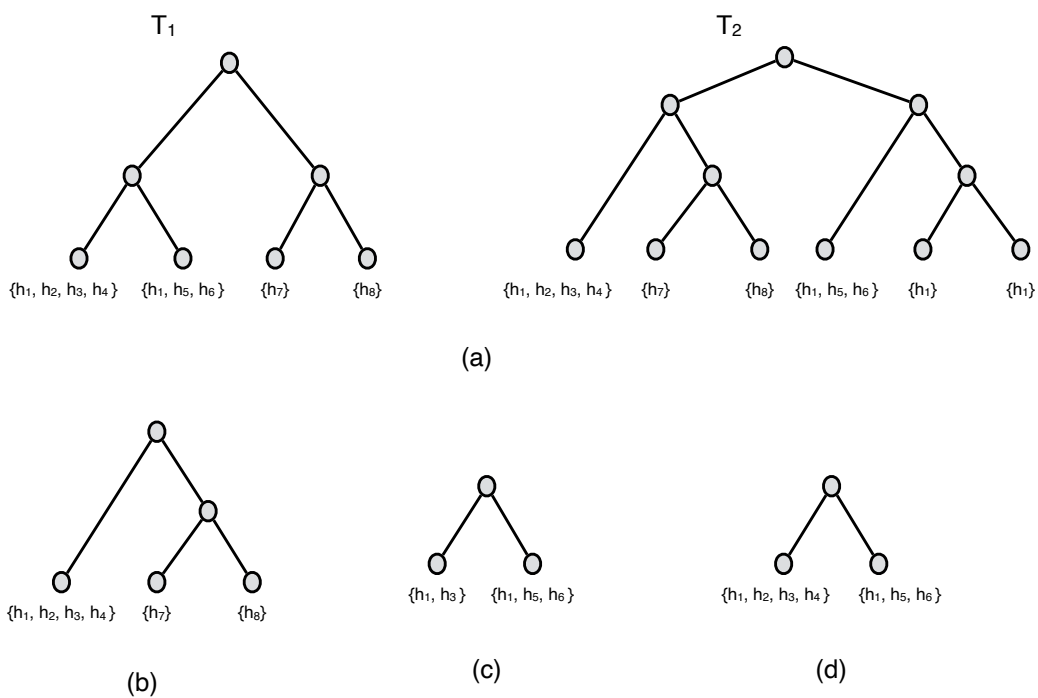 T₁ T₂
{h₁, h₂, h₃, h₄} {h₁, h₅, h₆} {h₇} {h₈} {h₁, h₂, h₃, h₄} {h₇} {h₈} {h₁, h₅, h₆} {h₁} {h₁}
(a)
{h₁, h₂, h₃, h₄} {h₇} {h₈} {h₁, h₃} {h₁, h₅, h₆} {h₁, h₂, h₃, h₄} {h₁, h₅, h₆}
(b) (c) (d)